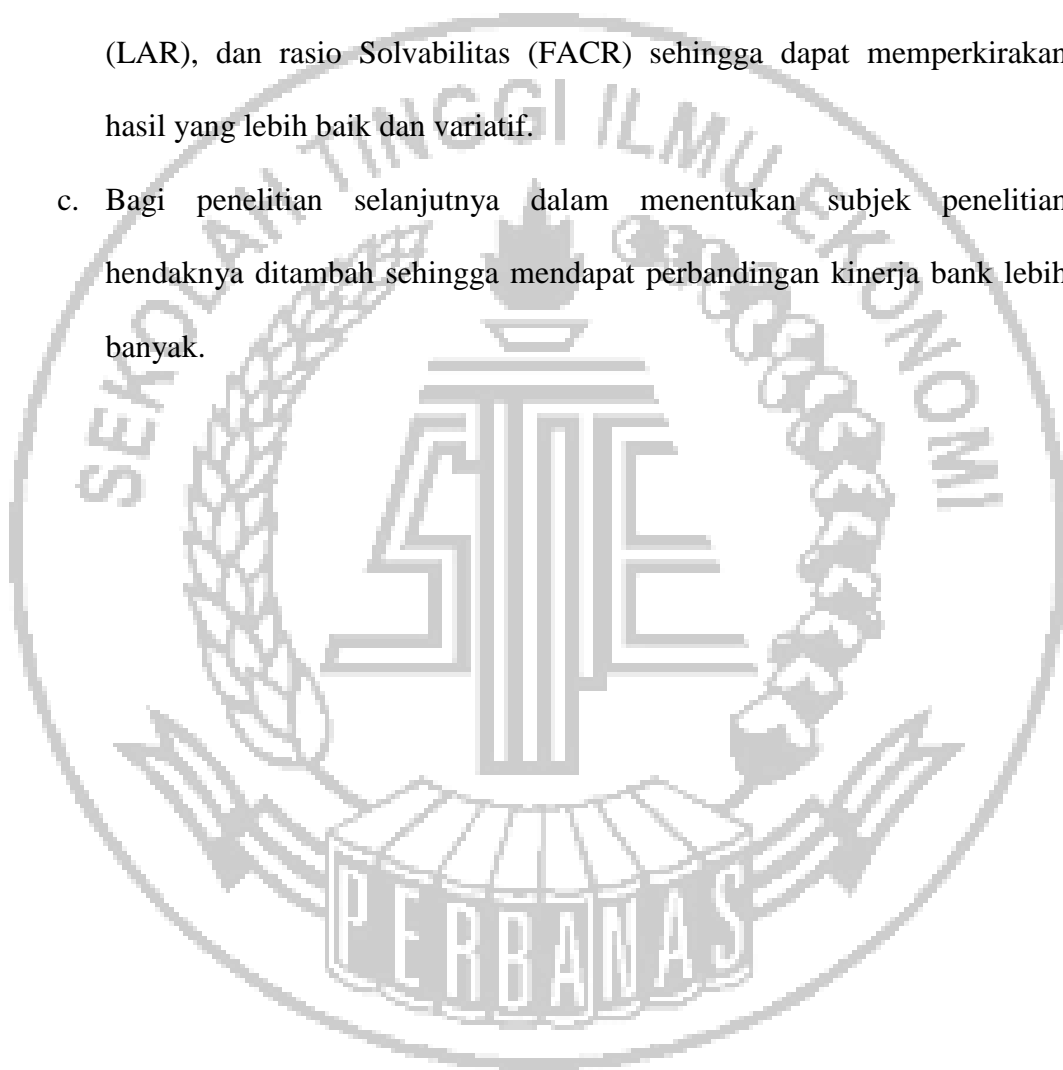 (LAR), dan rasio Solvabilitas (FACR) sehingga dapat memperkirakan
hasil yang lebih baik dan variatif.
c. Bagi penelitian selanjutnya dalam menentukan subjek penelitian
hendaknya ditambah sehingga mendapat perbandingan kinerja bank lebih
banyak.
SEKOLAH TINGGI ILMU EKONOMI
STIE
PERBANAS